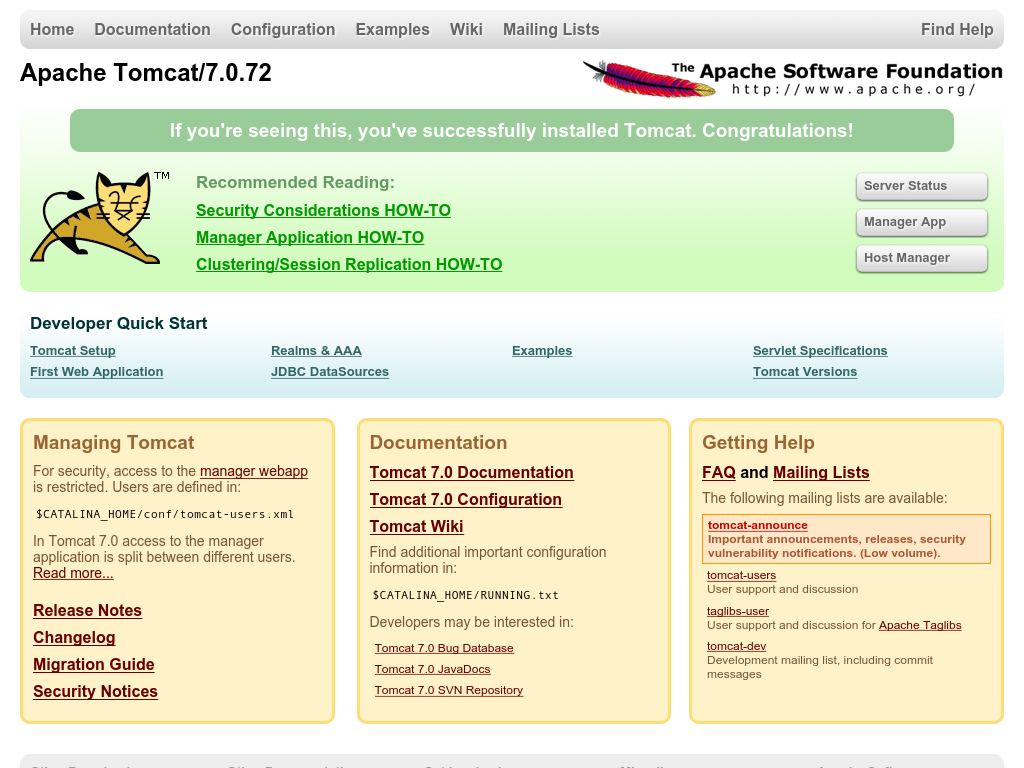 Home Documentation Configuration Examples Wiki Mailing Lists Find Help
Apache Tomcat/7.0.72
The Apache Software Foundation
http://www.apache.org/
If you're seeing this, you've successfully installed Tomcat. Congratulations!
TM
Recommended Reading:
Security Considerations HOW-TO
Manager Application HOW-TO
Clustering/Session Replication HOW-TO
Server Status
Manager App
Host Manager
Developer Quick Start
Tomcat Setup
First Web Application
Realms & AAA
JDBC DataSources
Examples
Servlet Specifications
Tomcat Versions
Managing Tomcat
For security, access to the manager webapp
is restricted. Users are defined in:
$CATALINA_HOME/conf/tomcat-users.xml
In Tomcat 7.0 access to the manager
application is split between different users.
Read more...
Release Notes
Changelog
Migration Guide
Security Notices
Documentation
Tomcat 7.0 Documentation
Tomcat 7.0 Configuration
Tomcat Wiki
Find additional important configuration
information in:
$CATALINA_HOME/RUNNING.txt
Developers may be interested in:
Tomcat 7.0 Bug Database
Tomcat 7.0 JavaDocs
Tomcat 7.0 SVN Repository
Getting Help
FAQ and Mailing Lists
The following mailing lists are available:
tomcat-announce
Important announcements, releases, security
vulnerability notifications. (Low volume).
tomcat-users
User support and discussion
taglibs-user
User support and discussion for Apache Taglibs
tomcat-dev
Development mailing list, including commit
messages